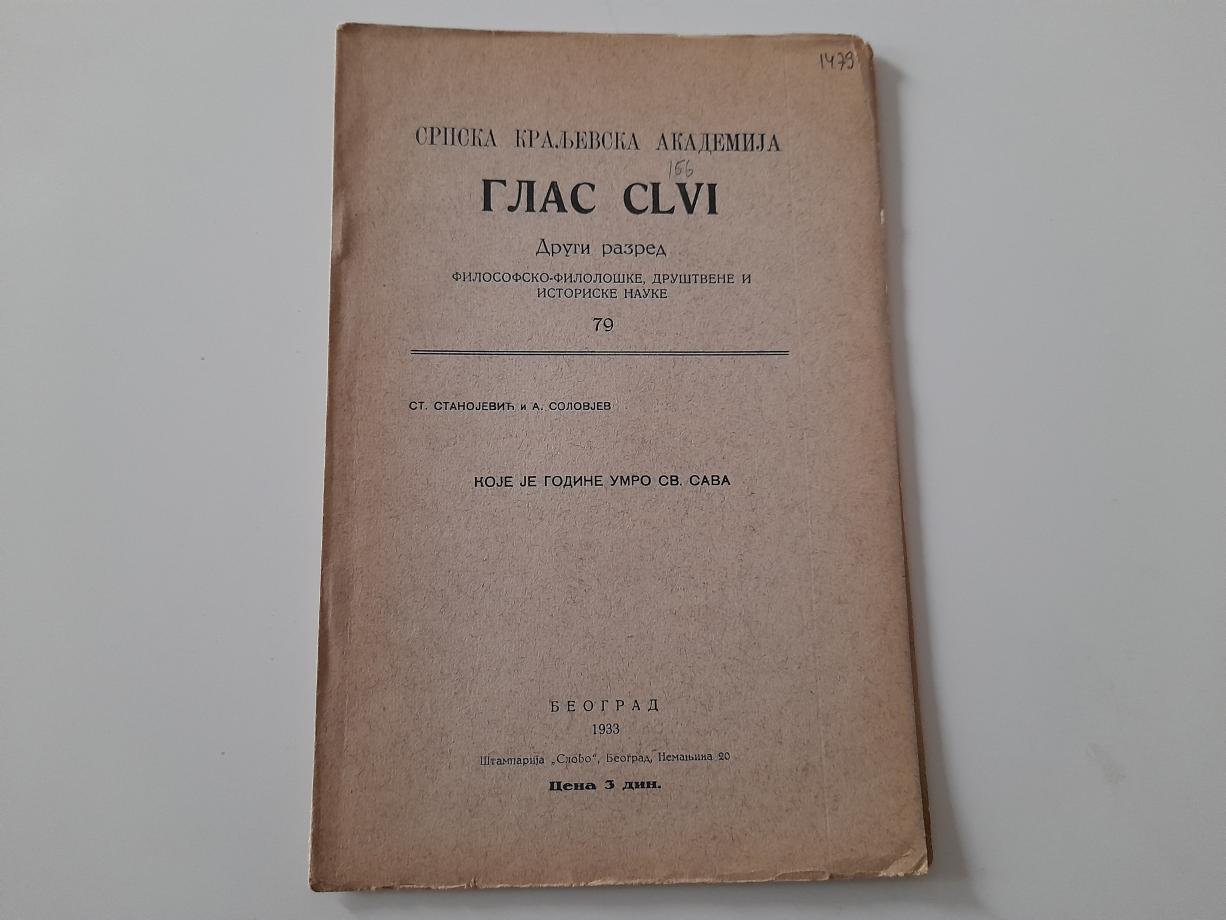 1479
СРПСКА КРАЉЕВСКА АКАДЕМИЈА
156
ГЛАС CLVI
Други разред
ФИЛОСОФСКО-ФИЛОЛОШКЕ, ДРУШТВЕНЕ И
ИСТОРИСКЕ НАУКЕ
79
СТ. СТАНОЈЕВИЋ и А. СОЛОВЈЕВ
КОЈЕ ЈЕ ГОДИНЕ УМРО СВ. САВА
БЕОГРАД
1933
Штампарија „Слово“, Београд, Немањина 20
Цена 3 дин.